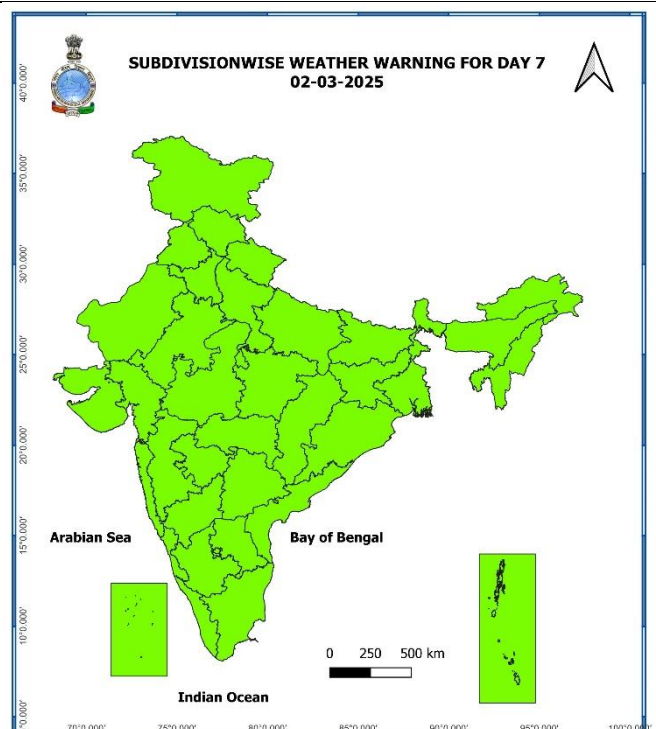 SUBDIVISIONWISE WEATHER WARNING FOR DAY 7
02-03-2025
40°0.000'
35°0.000'
30°0.000'
25°0.000'
20°0.000'
15°0.000'
10°0.000'
°0.000'
Arabian Sea
Bay of Bengal
0 250 500 km
Indian Ocean
70°0.000' 75°0.000' 80°0.000' 85°0.000' 90°0.000' 95°0.000' 100°0.0